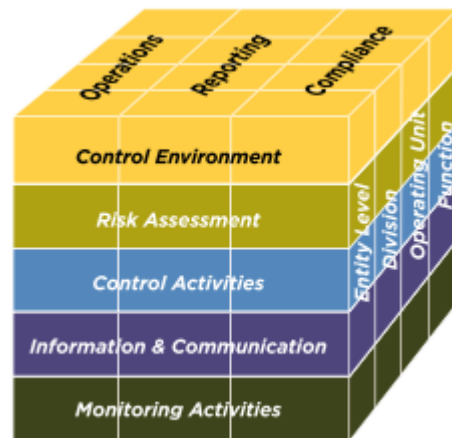 Operations
Reporting
Compliance
Control Environment
Risk Assessment
Control Activities
Information & Communication
Monitoring Activities
Entity Level
Division
Operating Unit
Function